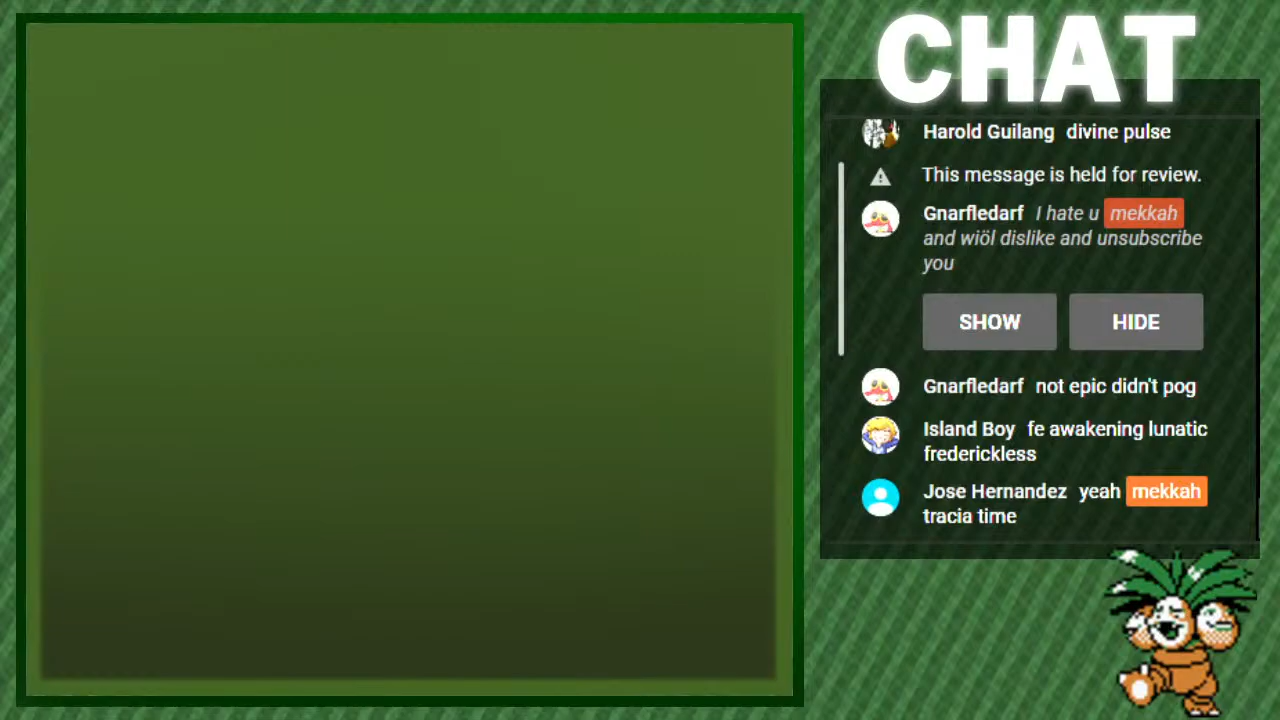 CHAT
Harold Guilang divine pulse
This message is held for review.
Gnarfledarf I hate u mekkah
and wiöl dislike and unsubscribe
you
SHOW HIDE
Gnarfledarf not epic didn't pog
Island Boy fe awakening lunatic
frederickless
Jose Hernandez yeah mekkah
tracia time